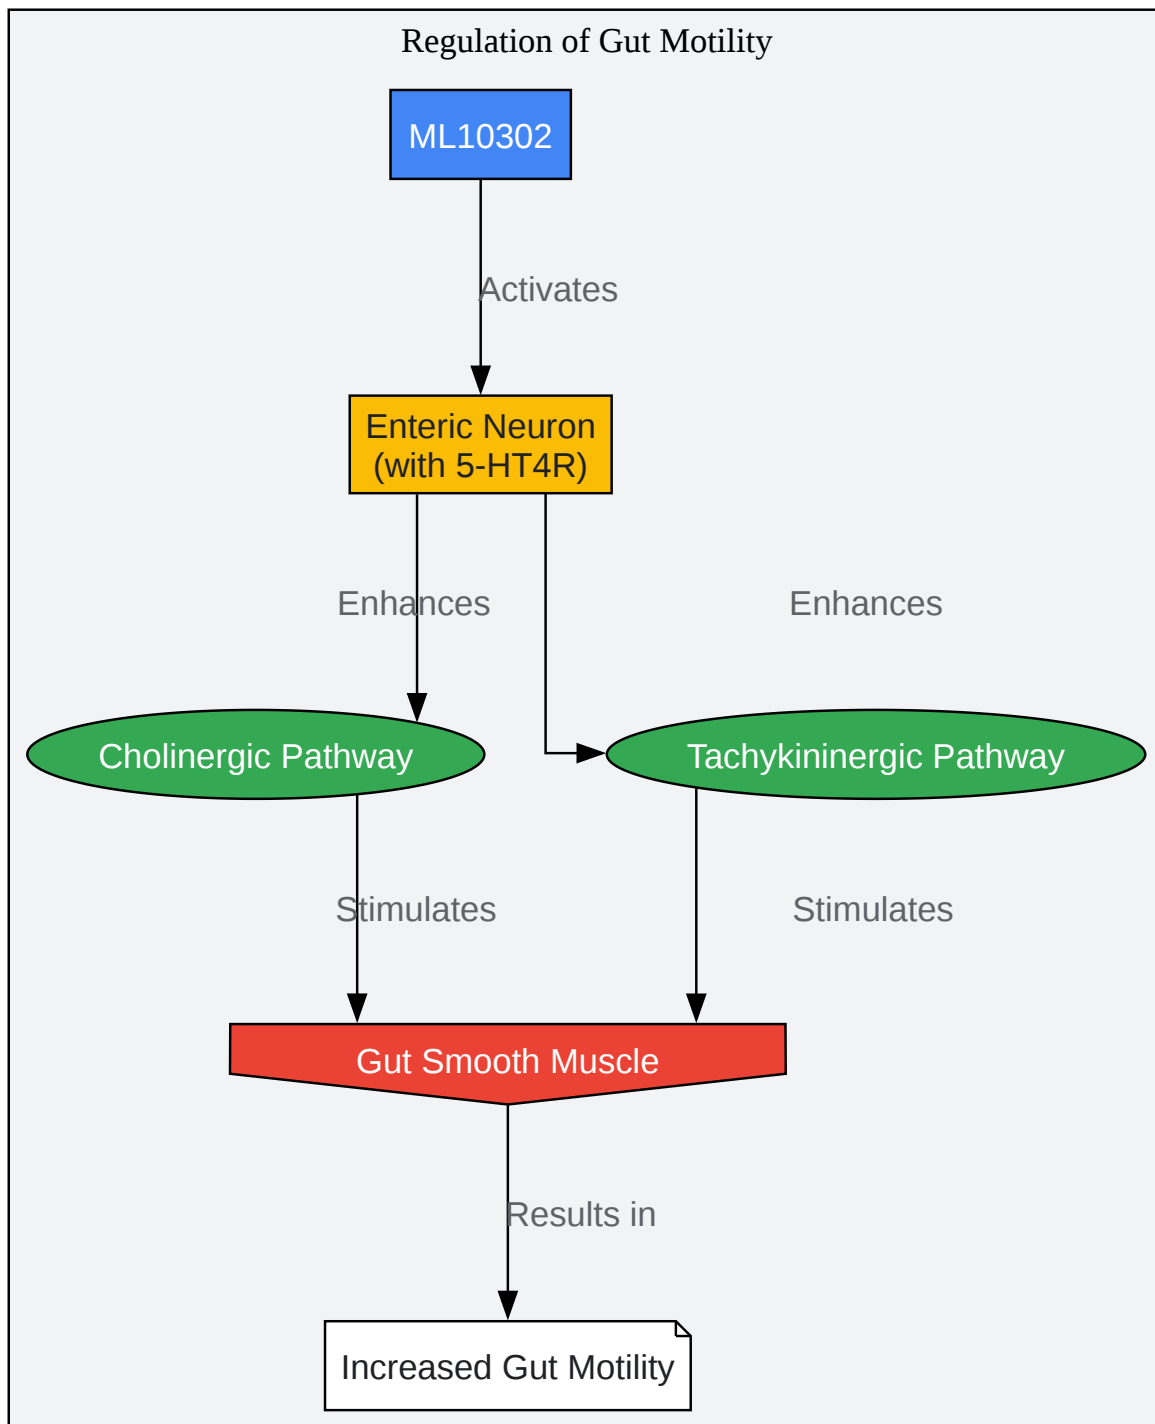 Regulation of Gut Motility
ML10302
Activates
Enteric Neuron
(with 5-HT4R)
Enhances
Enhances
Cholinergic Pathway
Tachykininergic Pathway
Stimulates
Stimulates
Gut Smooth Muscle
Results in
Increased Gut Motility